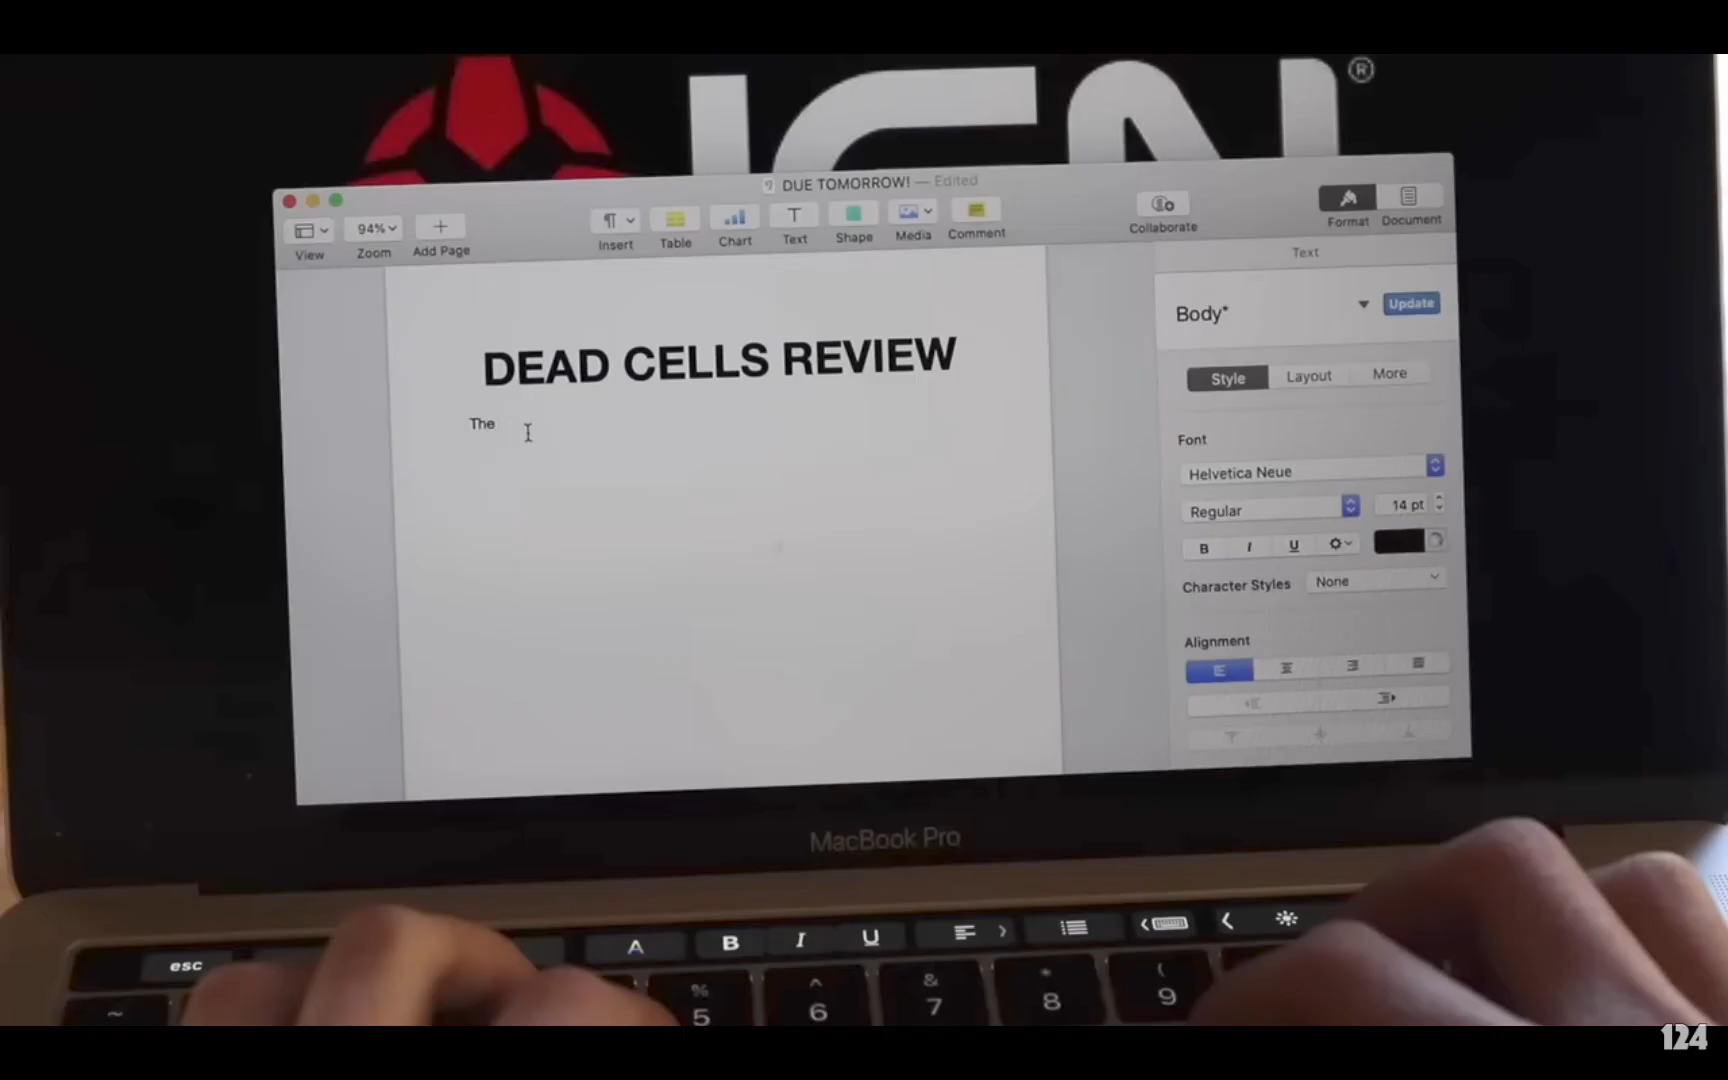 IGN®
DUE TOMORROW! — Edited
94%
View
Zoom
Add Page
Insert
Table
Chart
T
Text
Shape
Media
Comment
Collaborate
Format
Document
Text
Body*
Update
DEAD CELLS REVIEW
Style
Layout
More
The
Font
Helvetica Neue
Regular
14 pt
B
I
U
Character Styles
None
Alignment
MacBook Pro
esc
A
B
I
U
~
%
5
^
6
&
7
*
8
(
9
124